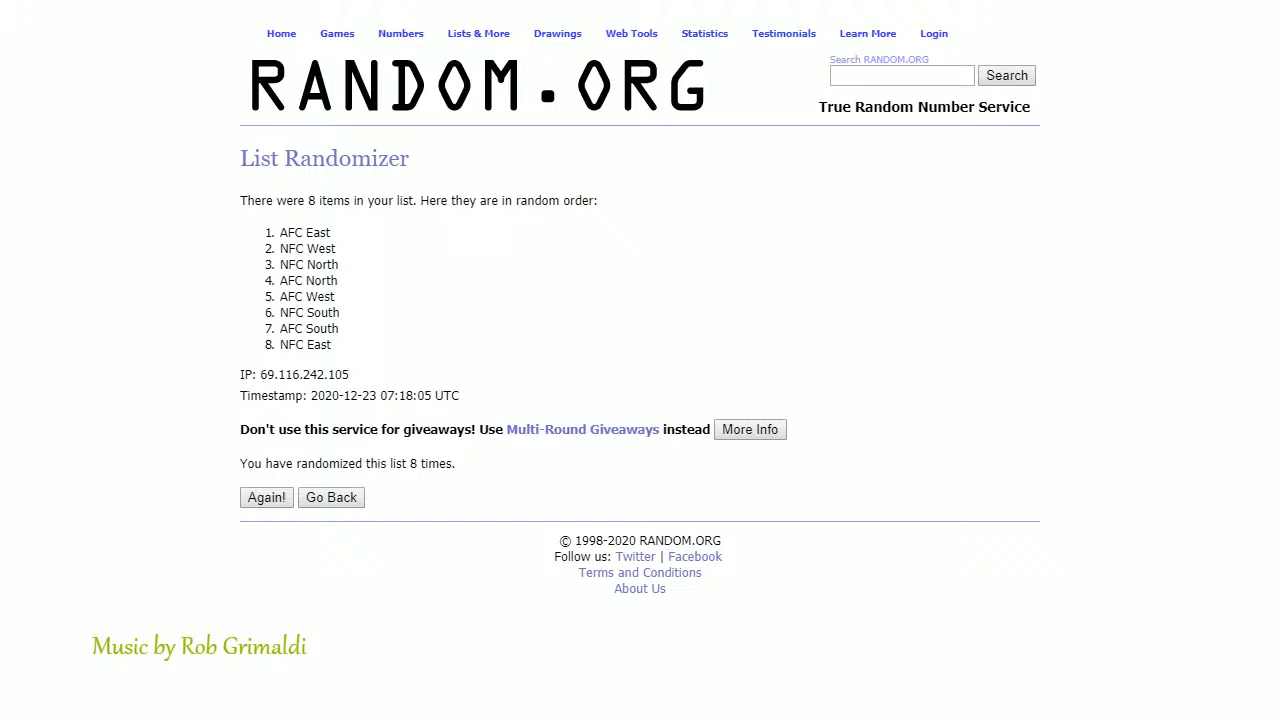 Home Games Numbers Lists & More Drawings Web Tools Statistics Testimonials Learn More Login
RANDOM.ORG
Search RANDOM.ORG
Search
True Random Number Service
List Randomizer
There were 8 items in your list. Here they are in random order:
1. AFC East
2. NFC West
3. NFC North
4. AFC North
5. AFC West
6. NFC South
7. AFC South
8. NFC East
IP: 69.116.242.105
Timestamp: 2020-12-23 07:18:05 UTC
Don't use this service for giveaways! Use Multi-Round Giveaways instead More Info
You have randomized this list 8 times.
Again! Go Back
© 1998-2020 RANDOM.ORG
Follow us: Twitter | Facebook
Terms and Conditions
About Us
Music by Rob Grimaldi